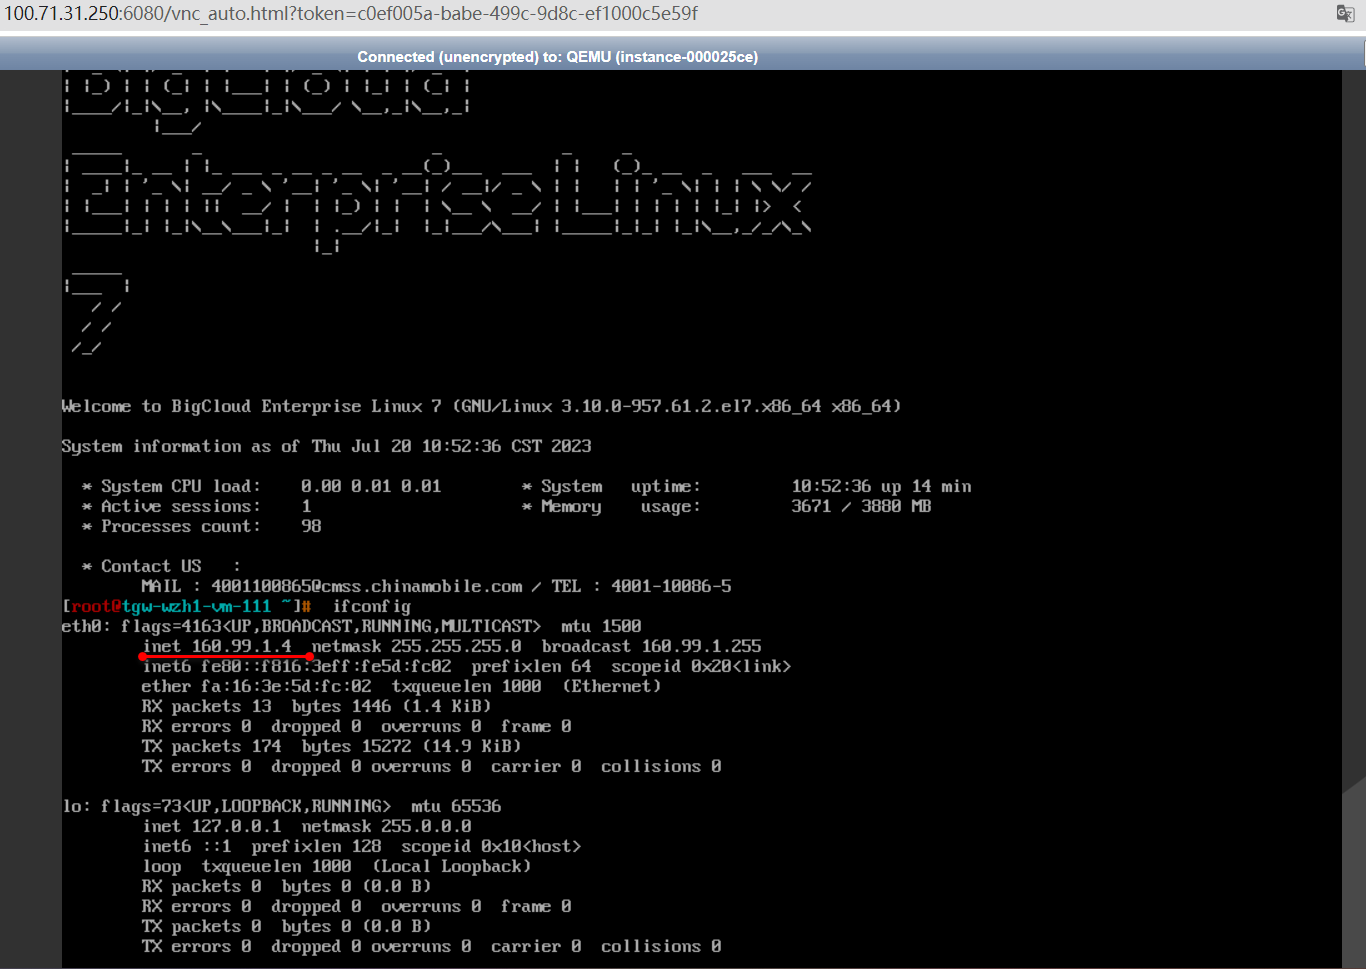 100.71.31.250:6080/vnc_auto.html?token=c0ef005a-babe-499c-9d8c-ef1000c5e59f
Connected (unencrypted) to: QEMU (instance-000025ce)
BigCloud
EnterpriseLinux
7
Welcome to BigCloud Enterprise Linux 7 (GNU/Linux 3.10.0-957.61.2.el7.x86_64 x86_64)
System information as of Thu Jul 20 10:52:36 CST 2023
* System CPU load: 0.00 0.01 0.01 * System uptime: 10:52:36 up 14 min
* Active sessions: 1 * Memory usage: 3671 / 3880 MB
* Processes count: 98
* Contact US :
MAIL : 4001100865@cmss.chinamobile.com / TEL : 4001-10086-5
[root@tgw-wzh1-vm-111 ~]# ifconfig
eth0: flags=4163<UP,BROADCAST,RUNNING,MULTICAST> mtu 1500
inet 160.99.1.4 netmask 255.255.255.0 broadcast 160.99.1.255
inet6 fe80::f816:3eff:fe5d:fc02 prefixlen 64 scopeid 0x20<link>
ether fa:16:3e:5d:fc:02 txqueuelen 1000 (Ethernet)
RX packets 13 bytes 1446 (1.4 KiB)
RX errors 0 dropped 0 overruns 0 frame 0
TX packets 174 bytes 15272 (14.9 KiB)
TX errors 0 dropped 0 overruns 0 carrier 0 collisions 0
lo: flags=73<UP,LOOPBACK,RUNNING> mtu 65536
inet 127.0.0.1 netmask 255.0.0.0
inet6 ::1 prefixlen 128 scopeid 0x10<host>
loop txqueuelen 1000 (Local Loopback)
RX packets 0 bytes 0 (0.0 B)
RX errors 0 dropped 0 overruns 0 frame 0
TX packets 0 bytes 0 (0.0 B)
TX errors 0 dropped 0 overruns 0 carrier 0 collisions 0